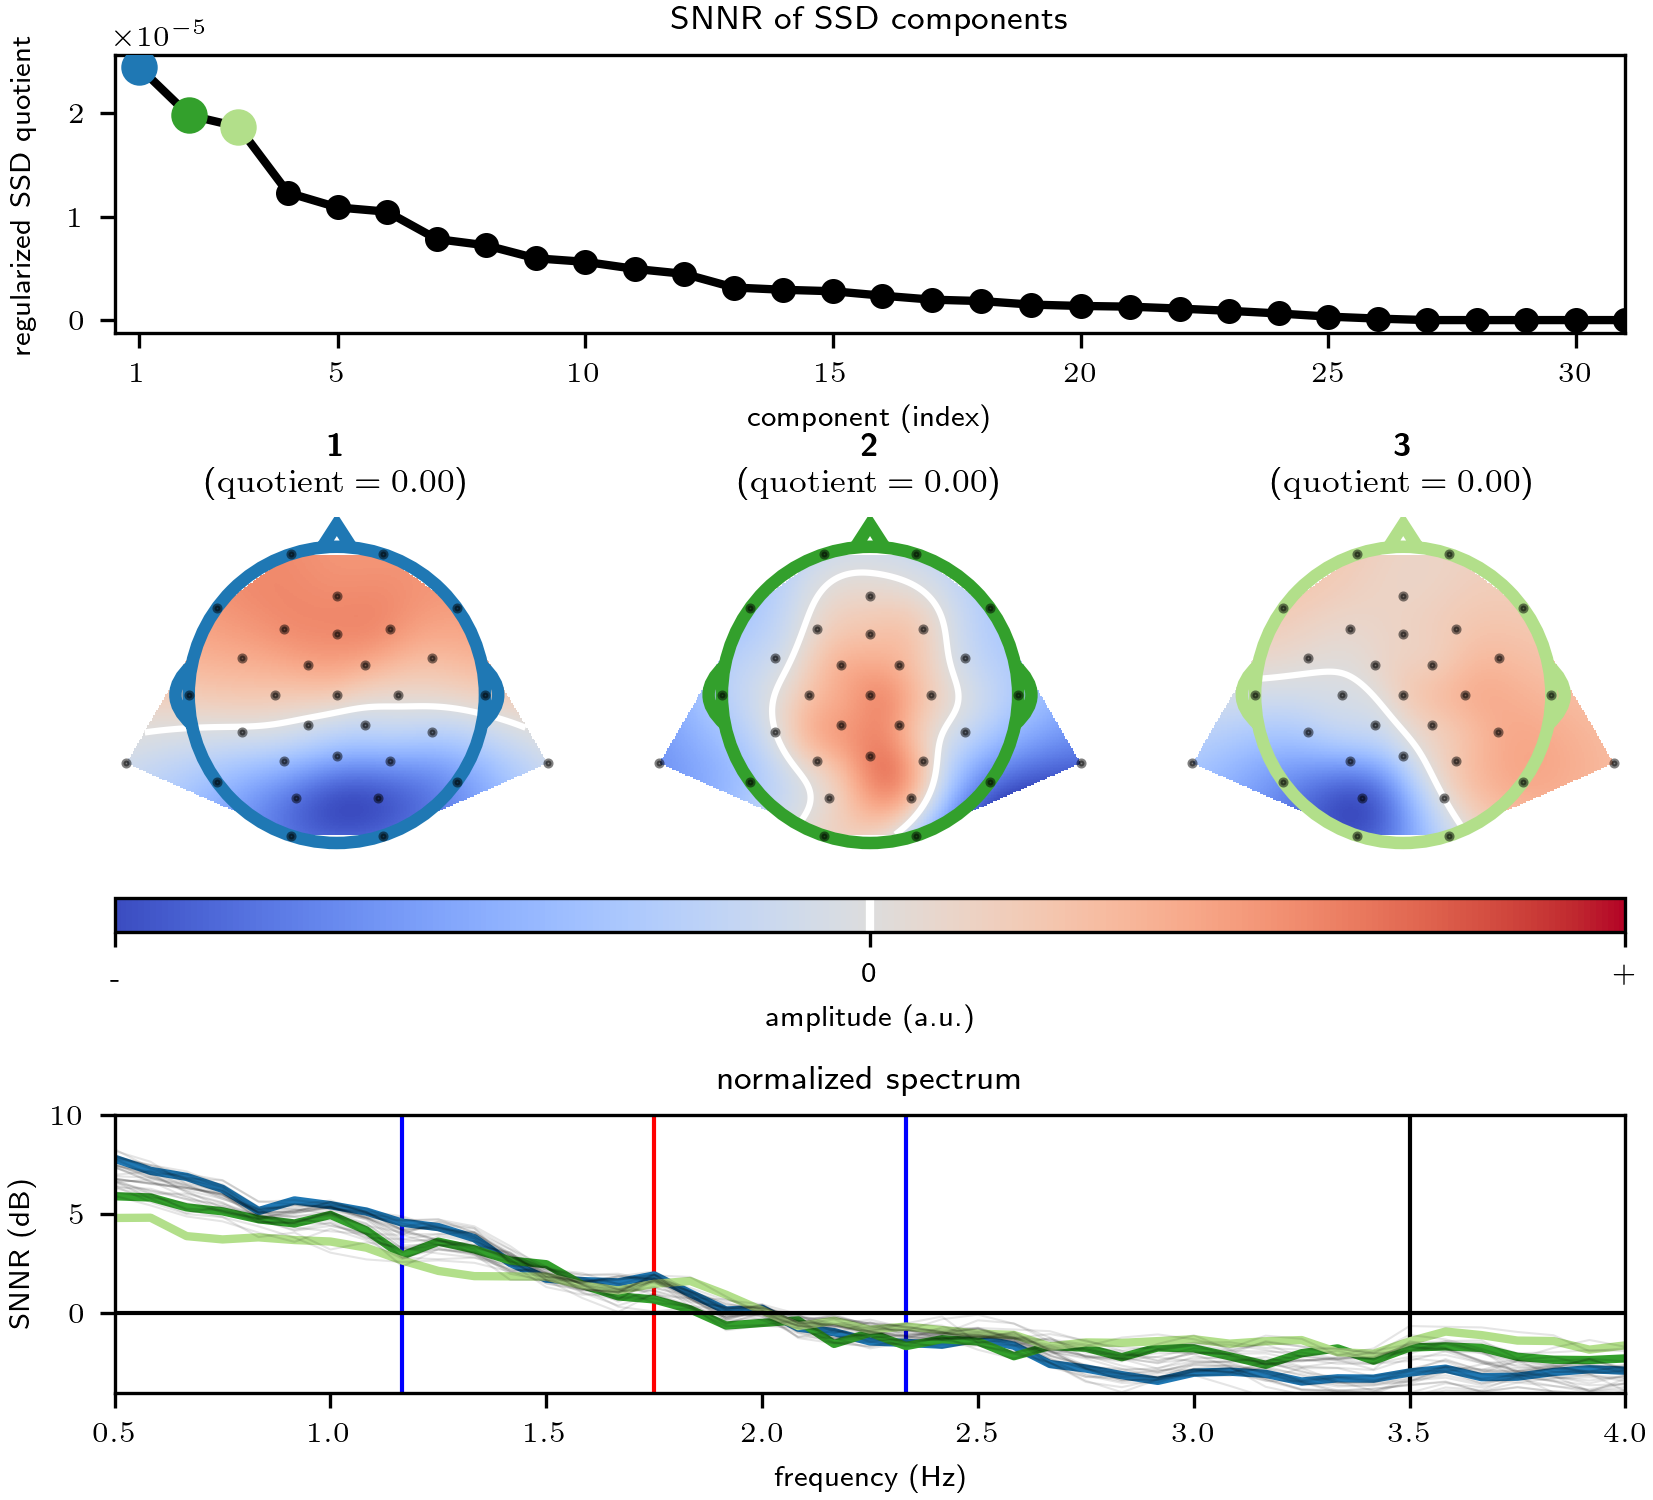 SNNR of SSD components
×10⁻⁵
regularized SSD quotient
2
1
0
1 5 10 15 20 25 30
component (index)
1 2 3
(quotient = 0.00) (quotient = 0.00) (quotient = 0.00)
- 0 +
amplitude (a.u.)
normalized spectrum
SNNR (dB)
10
5
0
0.5 1.0 1.5 2.0 2.5 3.0 3.5 4.0
frequency (Hz)